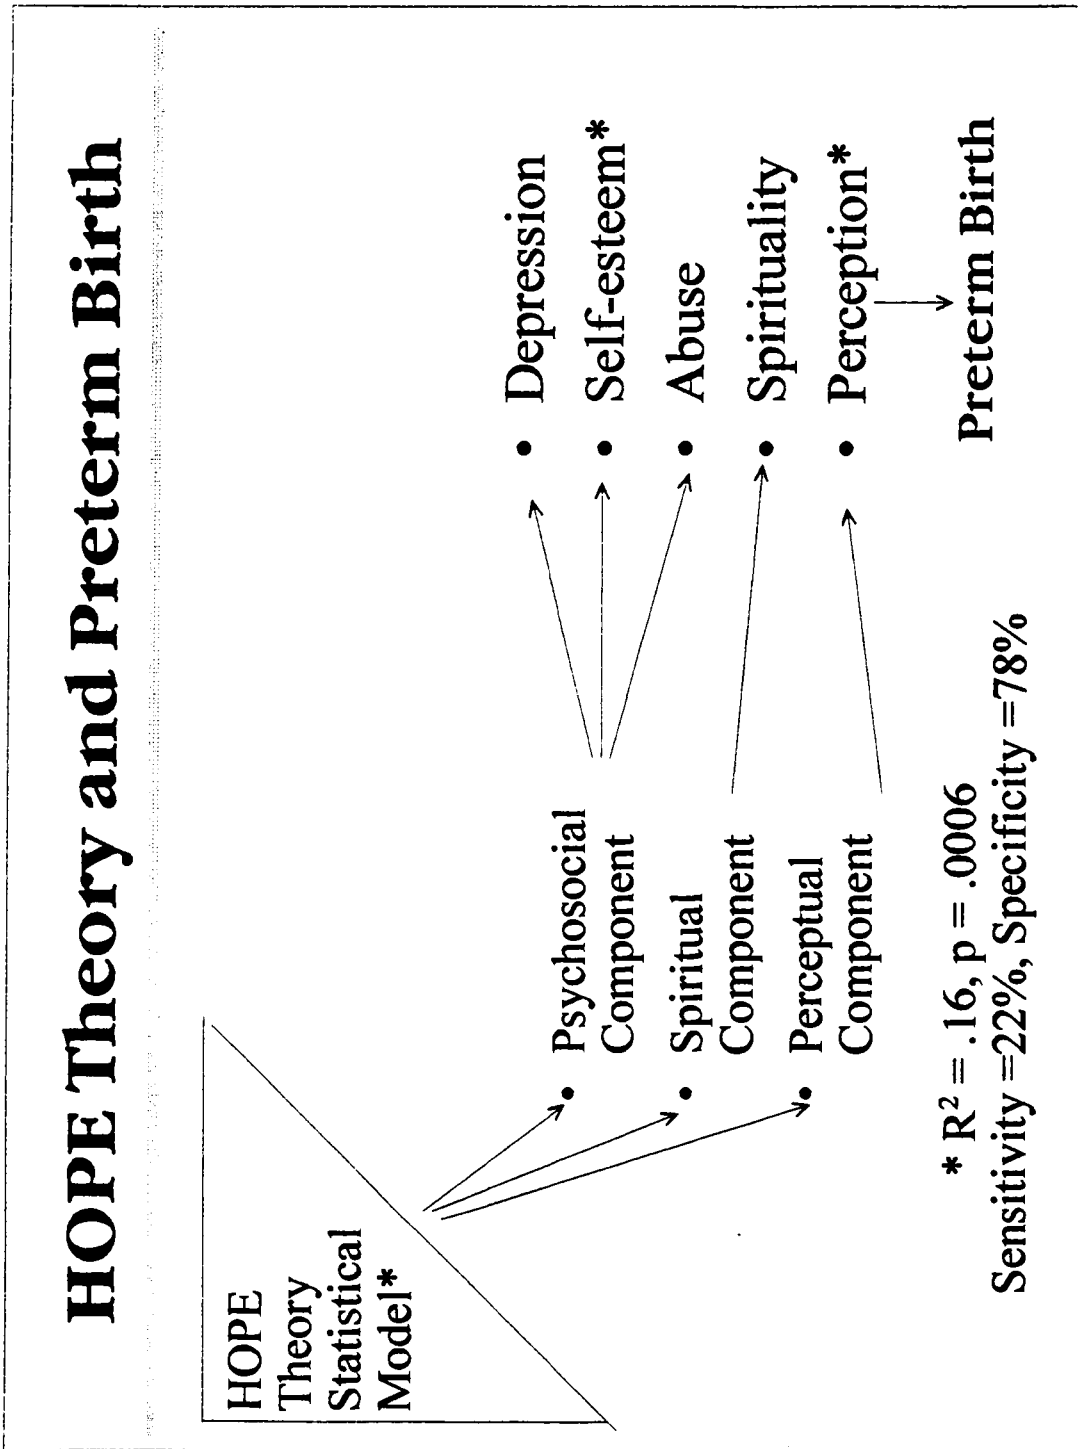 HOPE Theory and Preterm Birth
HOPE
Theory
Statistical
Model*
• Psychosocial
Component
• Spiritual
Component
• Perceptual
Component
• Depression
• Self-esteem*
• Abuse
• Spirituality
• Perception*
Preterm Birth
* R² = .16, p = .0006
Sensitivity =22%, Specificity =78%